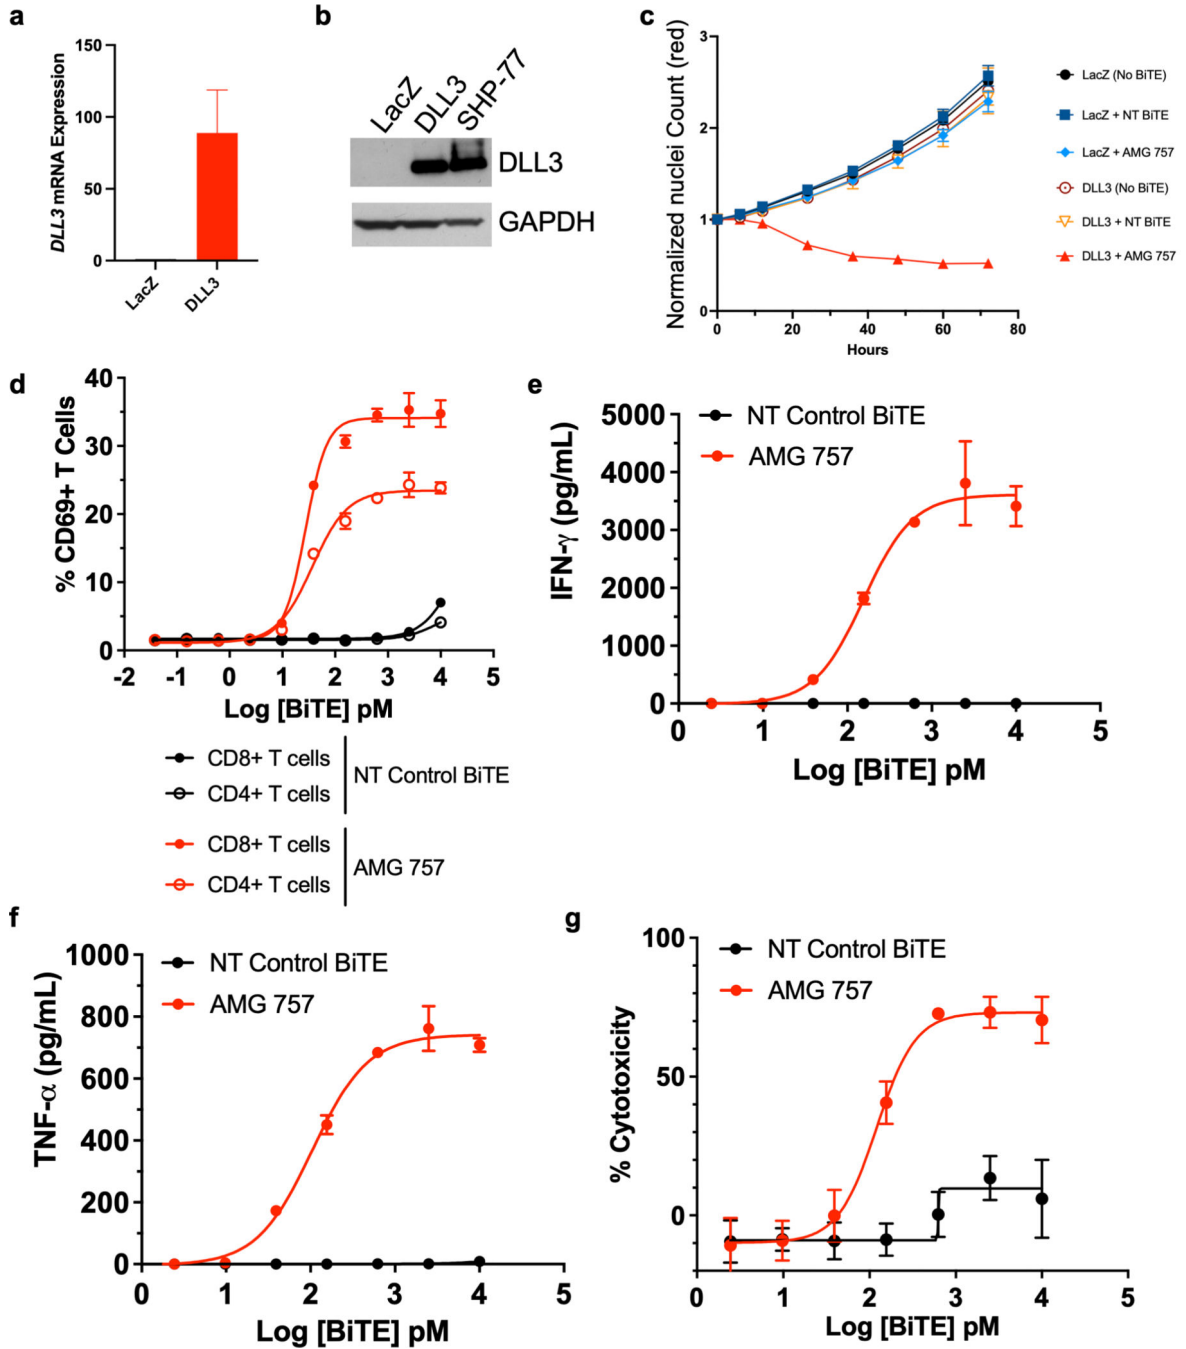 a
150
100
50
0
DLL3 mRNA Expression
LacZ
DLL3
b
LacZ
DLL3
SHP-77
DLL3
GAPDH
c
3
2
1
0
Normalized nuclei Count (red)
0 20 40 60 80
Hours
LacZ (No BiTE)
LacZ + NT BiTE
LacZ + AMG 757
DLL3 (No BiTE)
DLL3 + NT BiTE
DLL3 + AMG 757
d
40
30
20
10
0
% CD69+ T Cells
-2 -1 0 1 2 3 4 5
Log [BiTE] pM
CD8+ T cells
CD4+ T cells
NT Control BiTE
CD8+ T cells
CD4+ T cells
AMG 757
e
5000
4000
3000
2000
1000
0
IFN-γ (pg/mL)
NT Control BiTE
AMG 757
0 1 2 3 4 5
Log [BiTE] pM
f
1000
800
600
400
200
0
TNF-α (pg/mL)
NT Control BiTE
AMG 757
0 1 2 3 4 5
Log [BiTE] pM
g
100
50
0
% Cytotoxicity
NT Control BiTE
AMG 757
0 1 2 3 4 5
Log [BiTE] pM